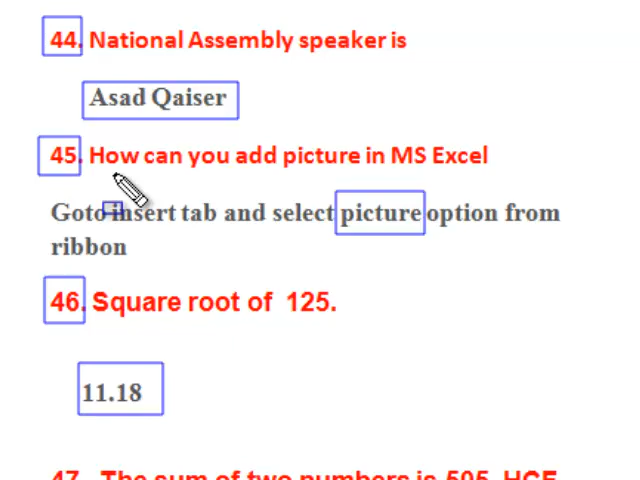 44. National Assembly speaker is
Asad Qaiser
45. How can you add picture in MS Excel
Goto insert tab and select picture option from
ribbon
46. Square root of  125.
11.18
47.  The sum of two numbers is 505, HCF